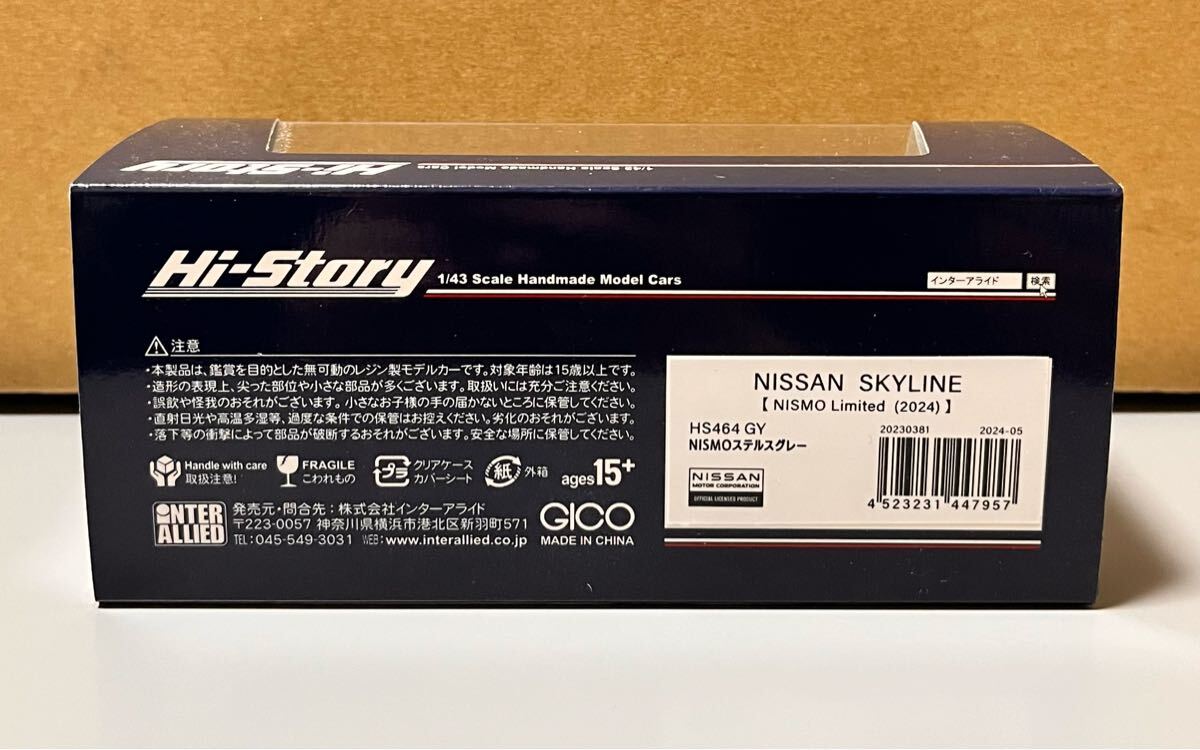 Hi-Story
1/43 Scale Handmade Model Cars
Hi-Story
1/43 Scale Handmade Model Cars
インターアライド 検索
⚠注意
・本製品は、鑑賞を目的とした無可動のレジン製モデルカーです。対象年齢は15歳以上です。
・造形の表現上、尖った部位や小さな部品が多くございます。取扱いには充分ご注意ください。
・誤飲や怪我のおそれがございます。小さなお子様の手の届かないところに保管してください。
・直射日光や高温多湿等、過度な条件での保管はお控えください。劣化のおそれがございます。
・落下等の衝撃によって部品が破断するおそれがございます。安全な場所に保管してください。
Handle with care
取扱注意!
FRAGILE
こわれもの
プラ
クリアケース
カバーシート
紙
外箱
ages15+
INTER
ALLIED
発売元・問合先：株式会社インターアライド
〒223-0057 神奈川県横浜市港北区新羽町571
TEL:045-549-3031 WEB:www.interallied.co.jp
GICO
MADE IN CHINA
NISSAN SKYLINE
【 NISMO Limited (2024) 】
HS464 GY
NISMOステルスグレー
20230381 2024-05
NISSAN
MOTOR CORPORATION
OFFICIAL LICENSED PRODUCT
4 523231 447957